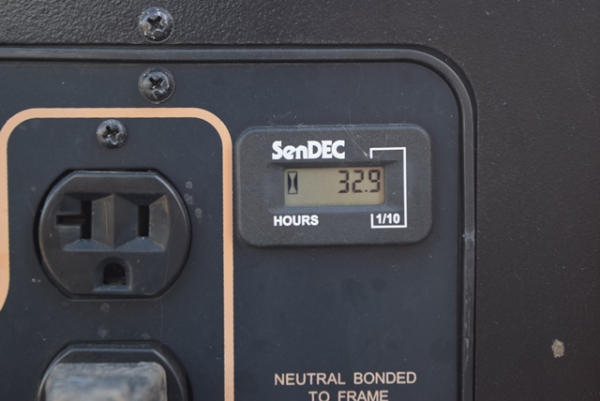 SenDEC
32.9
HOURS 1/10
NEUTRAL BONDED
TO FRAME